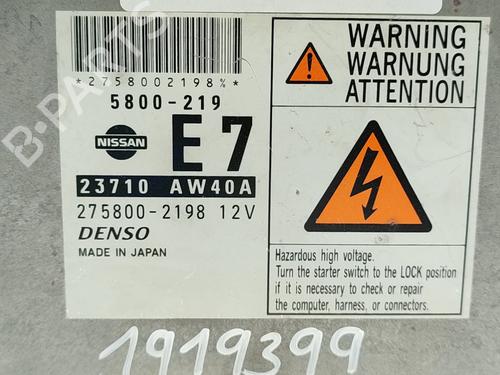 *2758002198%*
5800-219
NISSAN
E7
23710 AW40A
275800-2198 12V
DENSO
MADE IN JAPAN
WARNING
WARNUNG
ATTENTION
Hazardous high voltage.
Turn the starter switch to the LOCK position
if it is necessary to check or repair
the computer, harness, or connectors.
1919399
B-PARTS